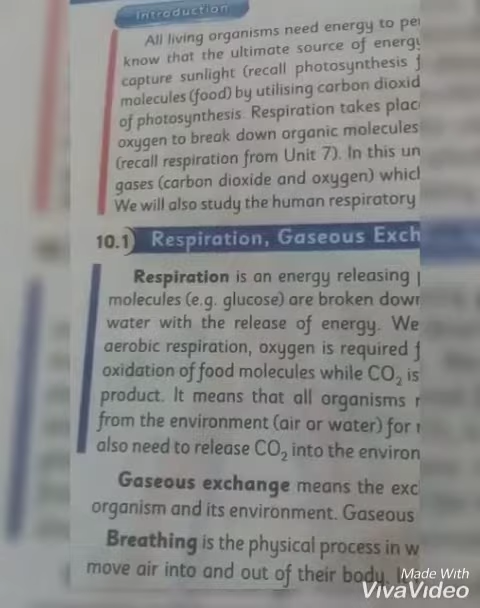 Introduction
All living organisms need energy to per
know that the ultimate source of energy
capture sunlight (recall photosynthesis f
molecules (food) by utilising carbon dioxid
of photosynthesis. Respiration takes plac
oxygen to break down organic molecules
(recall respiration from Unit 7). In this un
gases (carbon dioxide and oxygen) which
We will also study the human respiratory
10.1 Respiration, Gaseous Exch
Respiration is an energy releasing
molecules (e.g. glucose) are broken down
water with the release of energy. We
aerobic respiration, oxygen is required f
oxidation of food molecules while CO₂ is
product. It means that all organisms
from the environment (air or water) for
also need to release CO₂ into the environ
Gaseous exchange means the exc
organism and its environment. Gaseous
Breathing is the physical process in w
move air into and out of their body.
Made With
VivaVideo